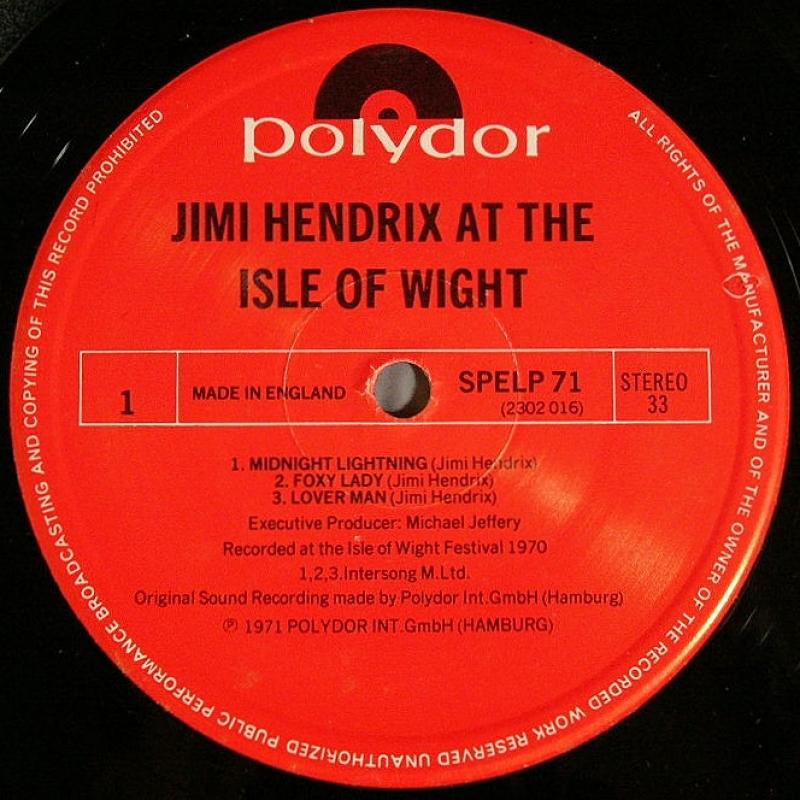 polydor
JIMI HENDRIX AT THE
ISLE OF WIGHT
1
MADE IN ENGLAND
SPELP 71
(2302 016)
STEREO
33
1. MIDNIGHT LIGHTNING (Jimi Hendrix)
2. FOXY LADY (Jimi Hendrix)
3. LOVER MAN (Jimi Hendrix)
Executive Producer: Michael Jeffery
Recorded at the Isle of Wight Festival 1970
1,2,3.Intersong M.Ltd.
Original Sound Recording made by Polydor Int.GmbH (Hamburg)
℗ 1971 POLYDOR INT.GmbH (HAMBURG)
ALL RIGHTS OF THE MANUFACTURER AND OF THE OWNER OF THE RECORDED WORK RESERVED UNAUTHORIZED PUBLIC PERFORMANCE BROADCASTING AND COPYING OF THIS RECORD PROHIBITED